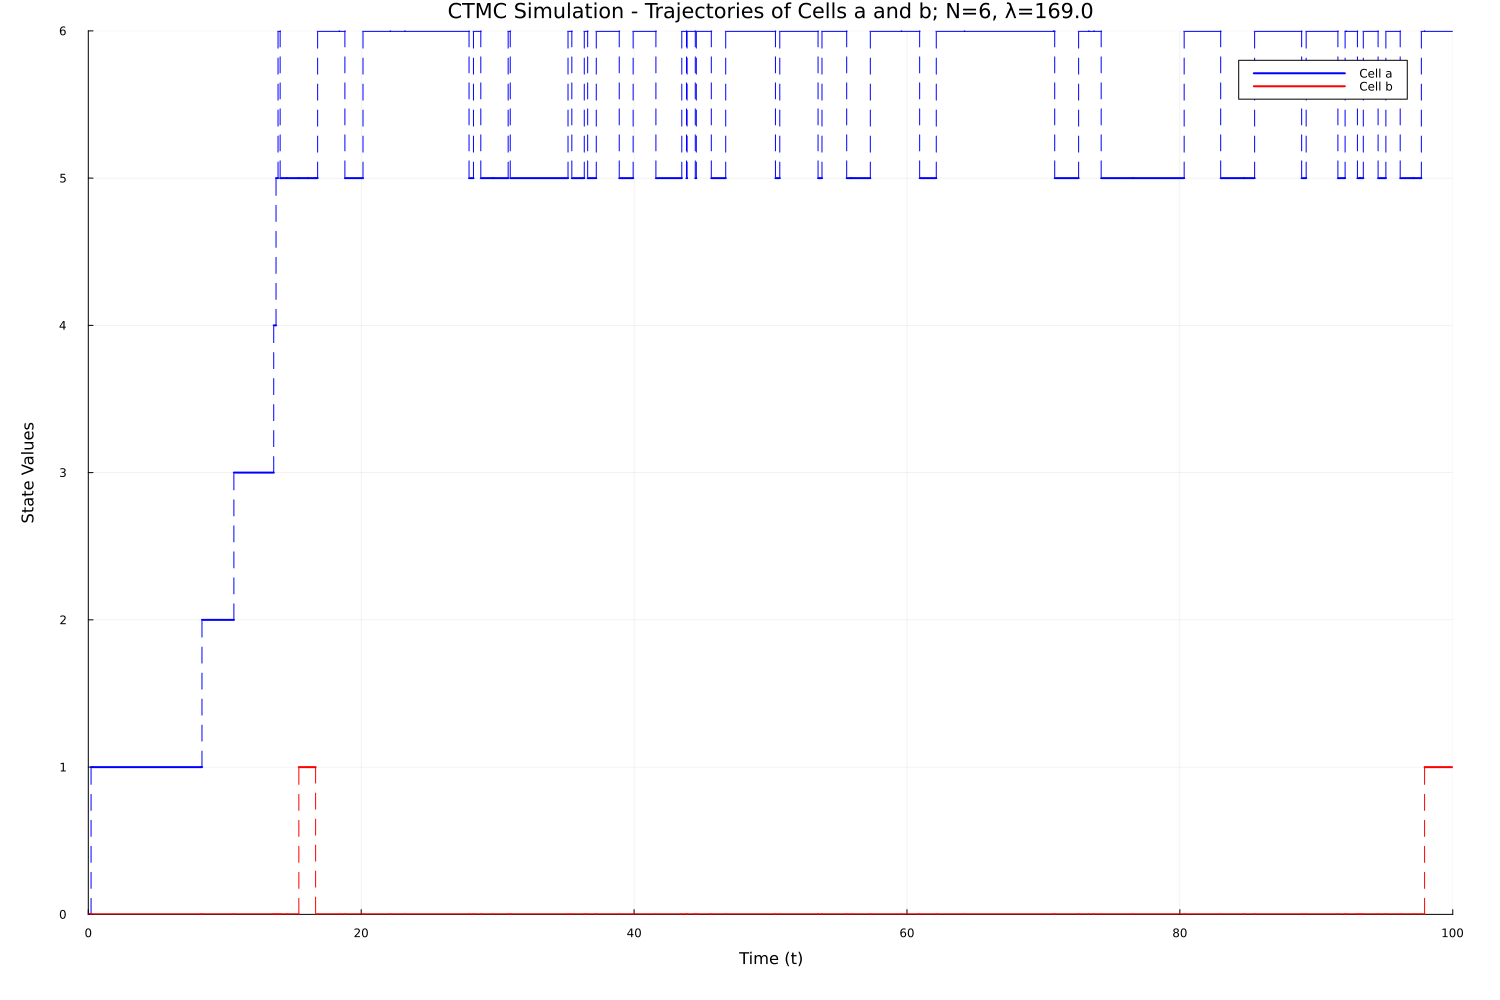 CTMC Simulation - Trajectories of Cells a and b; N=6, λ=169.0
6
Cell a
Cell b
5
4
State Values
3
2
1
0
0 20 40 60 80 100
Time (t)